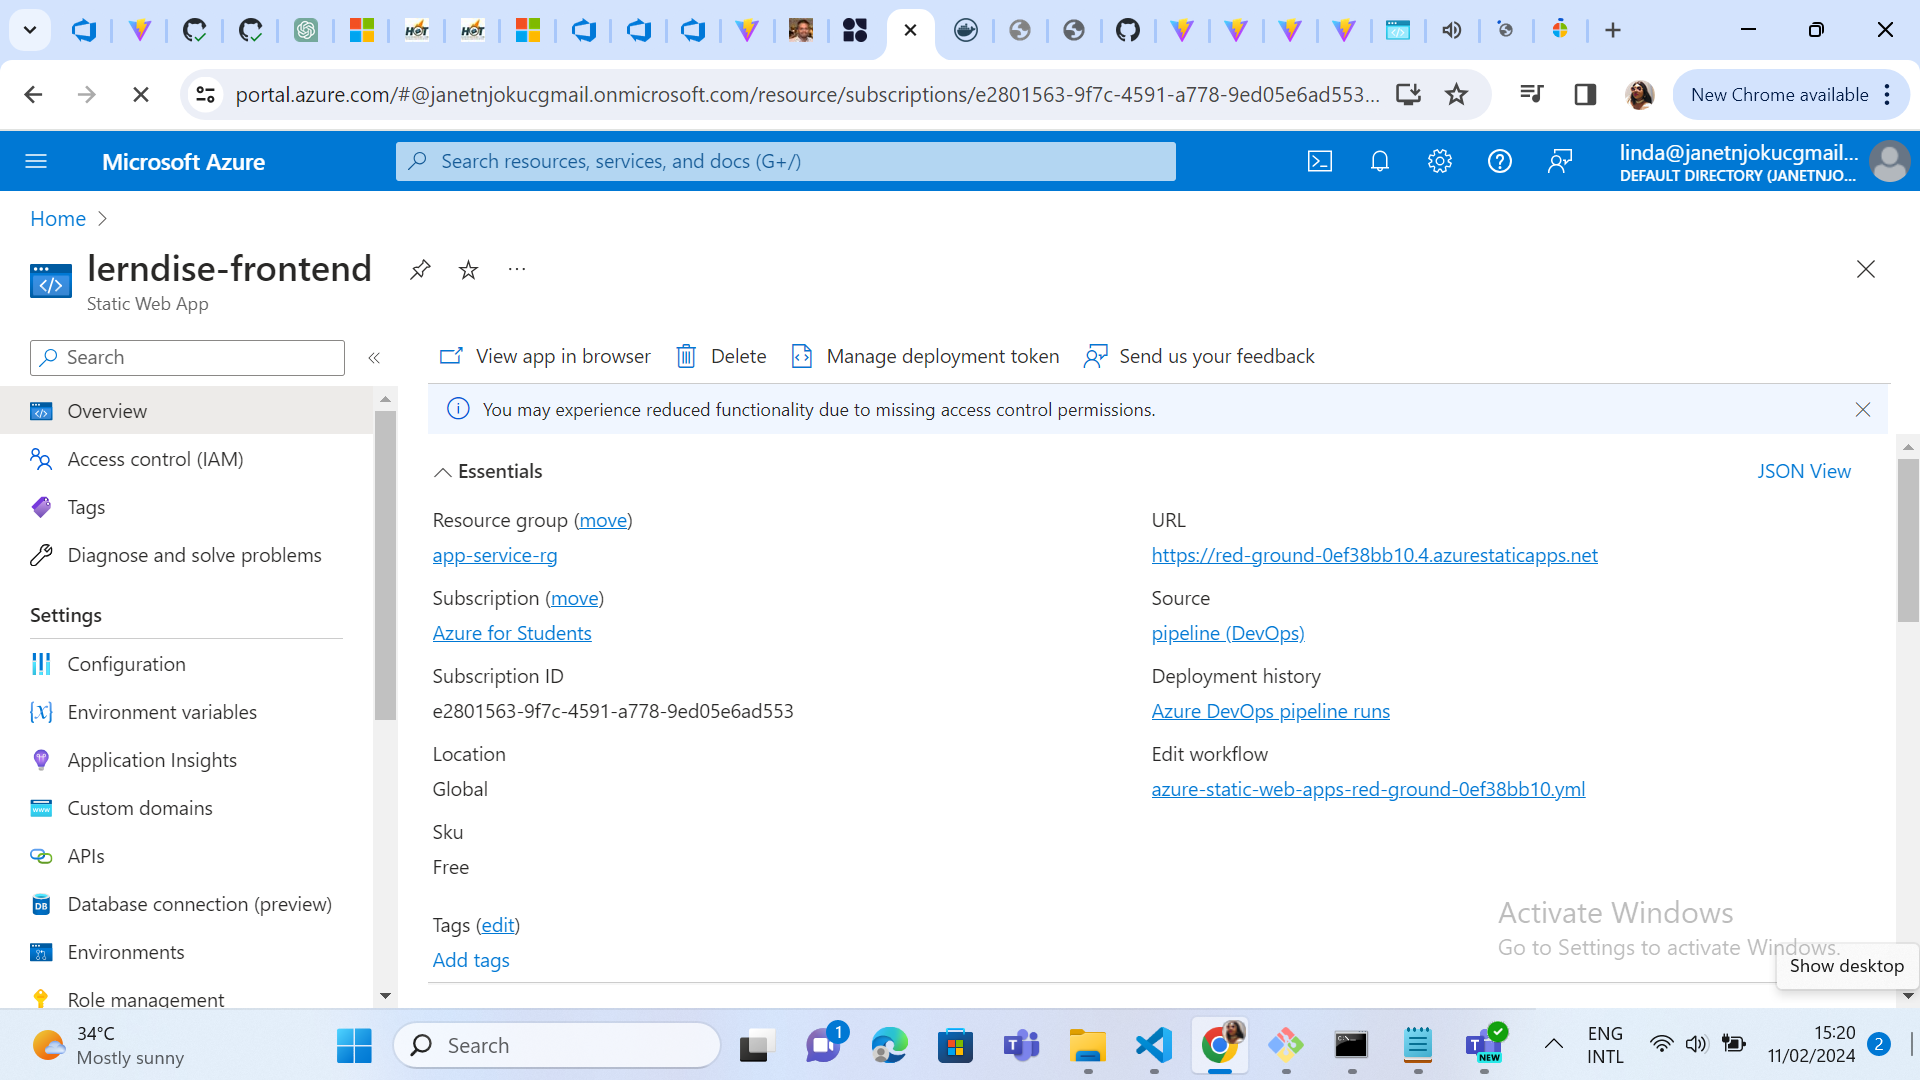 portal.azure.com/#@janetnjokucgmail.onmicrosoft.com/resource/subscriptions/e2801563-9f7c-4591-a778-9ed05e6ad553...
New Chrome available
Microsoft Azure
Search resources, services, and docs (G+/)
linda@janetnjokucgmail...
DEFAULT DIRECTORY (JANETNJO...
Home
lerndise-frontend
Static Web App
Search
View app in browser
Delete
Manage deployment token
Send us your feedback
You may experience reduced functionality due to missing access control permissions.
Overview
Access control (IAM)
Tags
Diagnose and solve problems
Settings
Configuration
Environment variables
Application Insights
Custom domains
APIs
Database connection (preview)
Environments
Role management
Essentials
JSON View
Resource group (move)
app-service-rg
Subscription (move)
Azure for Students
Subscription ID
e2801563-9f7c-4591-a778-9ed05e6ad553
Location
Global
Sku
Free
Tags (edit)
Add tags
URL
https://red-ground-0ef38bb10.4.azurestaticapps.net
Source
pipeline (DevOps)
Deployment history
Azure DevOps pipeline runs
Edit workflow
azure-static-web-apps-red-ground-0ef38bb10.yml
Activate Windows
Go to Settings to activate Windows.
Show desktop
34°C
Mostly sunny
Search
1
NEW
ENG
INTL
15:20
11/02/2024
2